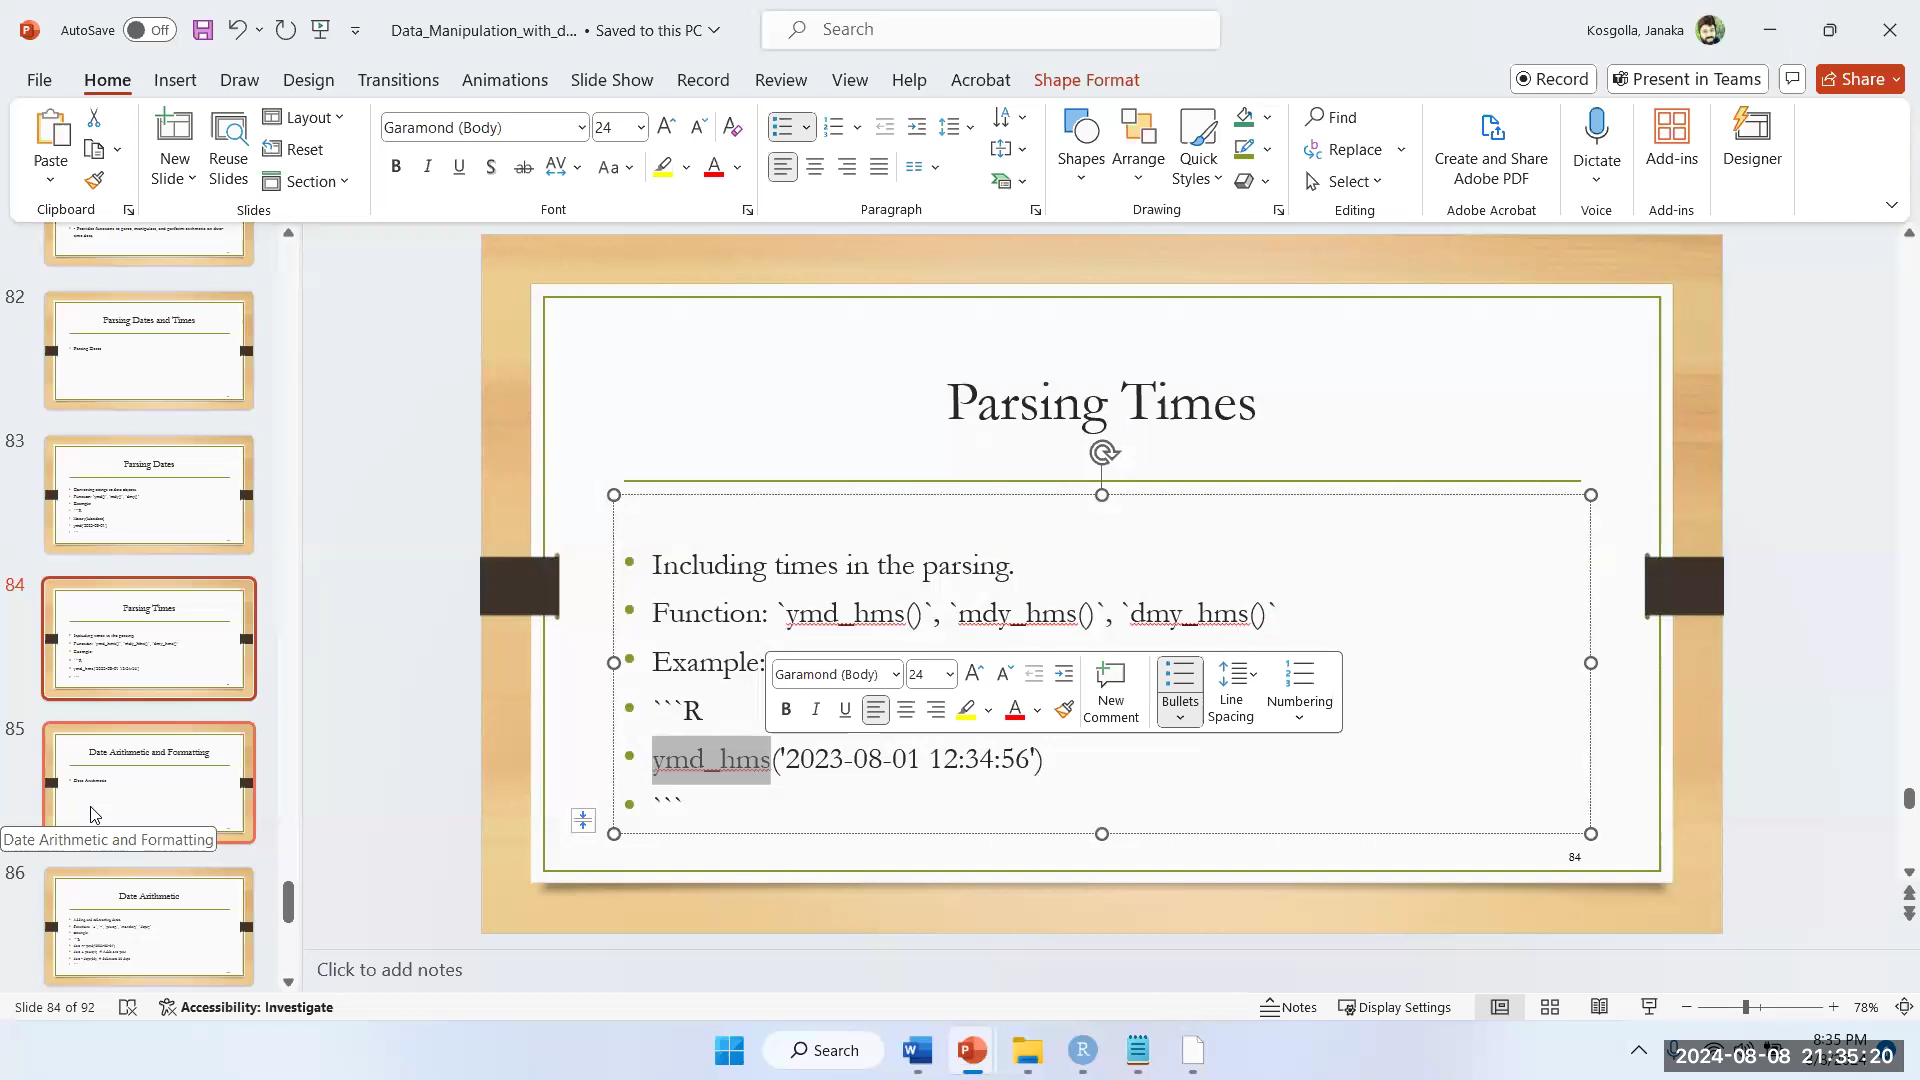 AutoSave Off Data_Manipulation_with_d... • Saved to this PC Search Kosgolla, Janaka
File Home Insert Draw Design Transitions Animations Slide Show Record Review View Help Acrobat Shape Format Record Present in Teams Share
Paste New Slide Reuse Slides Layout Reset Section
Garamond (Body) 24
Shapes Arrange Quick Styles
Find
Replace
Select
Create and Share Adobe PDF
Dictate
Add-ins
Designer
Clipboard Slides Font Paragraph Drawing Editing Adobe Acrobat Voice Add-ins
82
Parsing Dates and Times
Parsing Dates
83
Parsing Dates
84
Parsing Times
85
Date Arithmetic and Formatting
Date Arithmetic
Date Arithmetic and Formatting
86
Date Arithmetic
Parsing Times
• Including times in the parsing.
• Function: `ymd_hms()`, `mdy_hms()`, `dmy_hms()`
• Example:
• ```R
• ymd_hms('2023-08-01 12:34:56')
• ```
84
Garamond (Body) 24
New Comment
Bullets
Line Spacing
Numbering
Click to add notes
Slide 84 of 92 Accessibility: Investigate Notes Display Settings 78%
Search
8:35 PM
2024-08-08 21:35:20